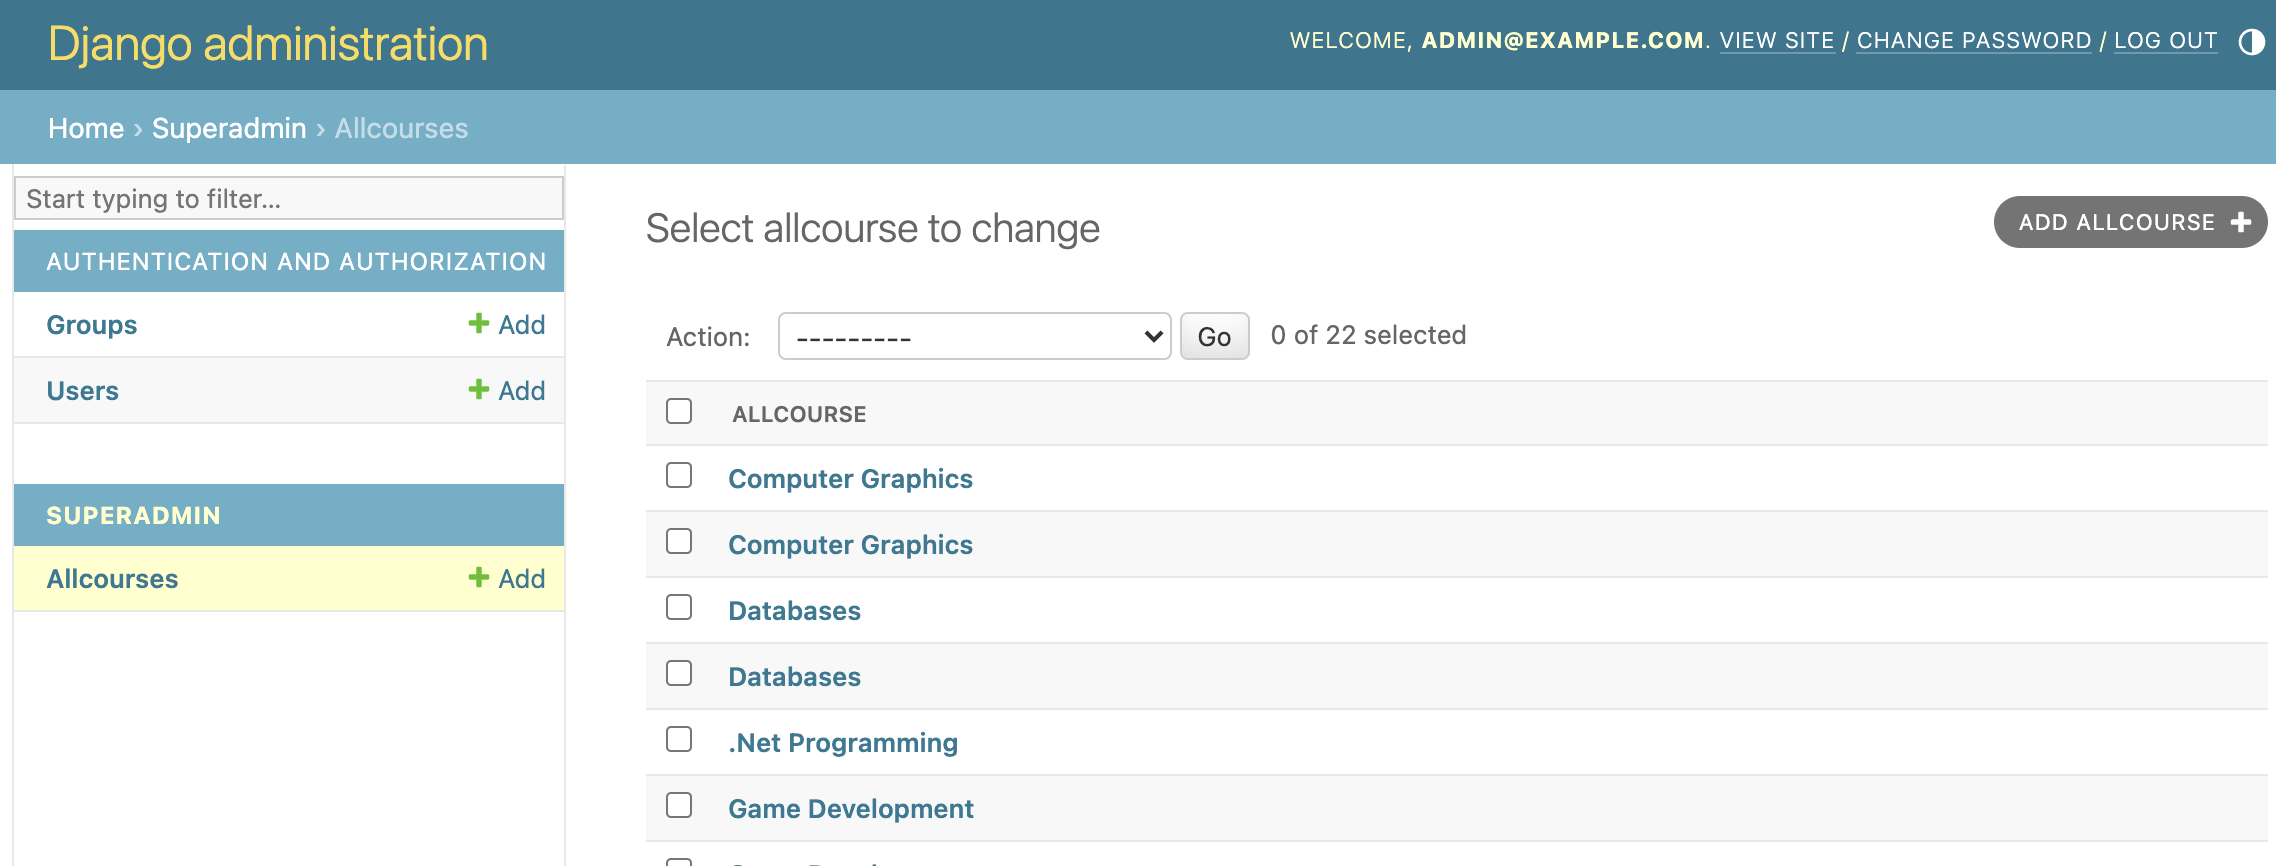 Django administration
WELCOME, ADMIN@EXAMPLE.COM. VIEW SITE / CHANGE PASSWORD / LOG OUT
Home › Superadmin › Allcourses
Start typing to filter...
AUTHENTICATION AND AUTHORIZATION
Groups + Add
Users + Add
SUPERADMIN
Allcourses + Add
Select allcourse to change
ADD ALLCOURSE +
Action: --------- Go 0 of 22 selected
ALLCOURSE
Computer Graphics
Computer Graphics
Databases
Databases
.Net Programming
Game Development